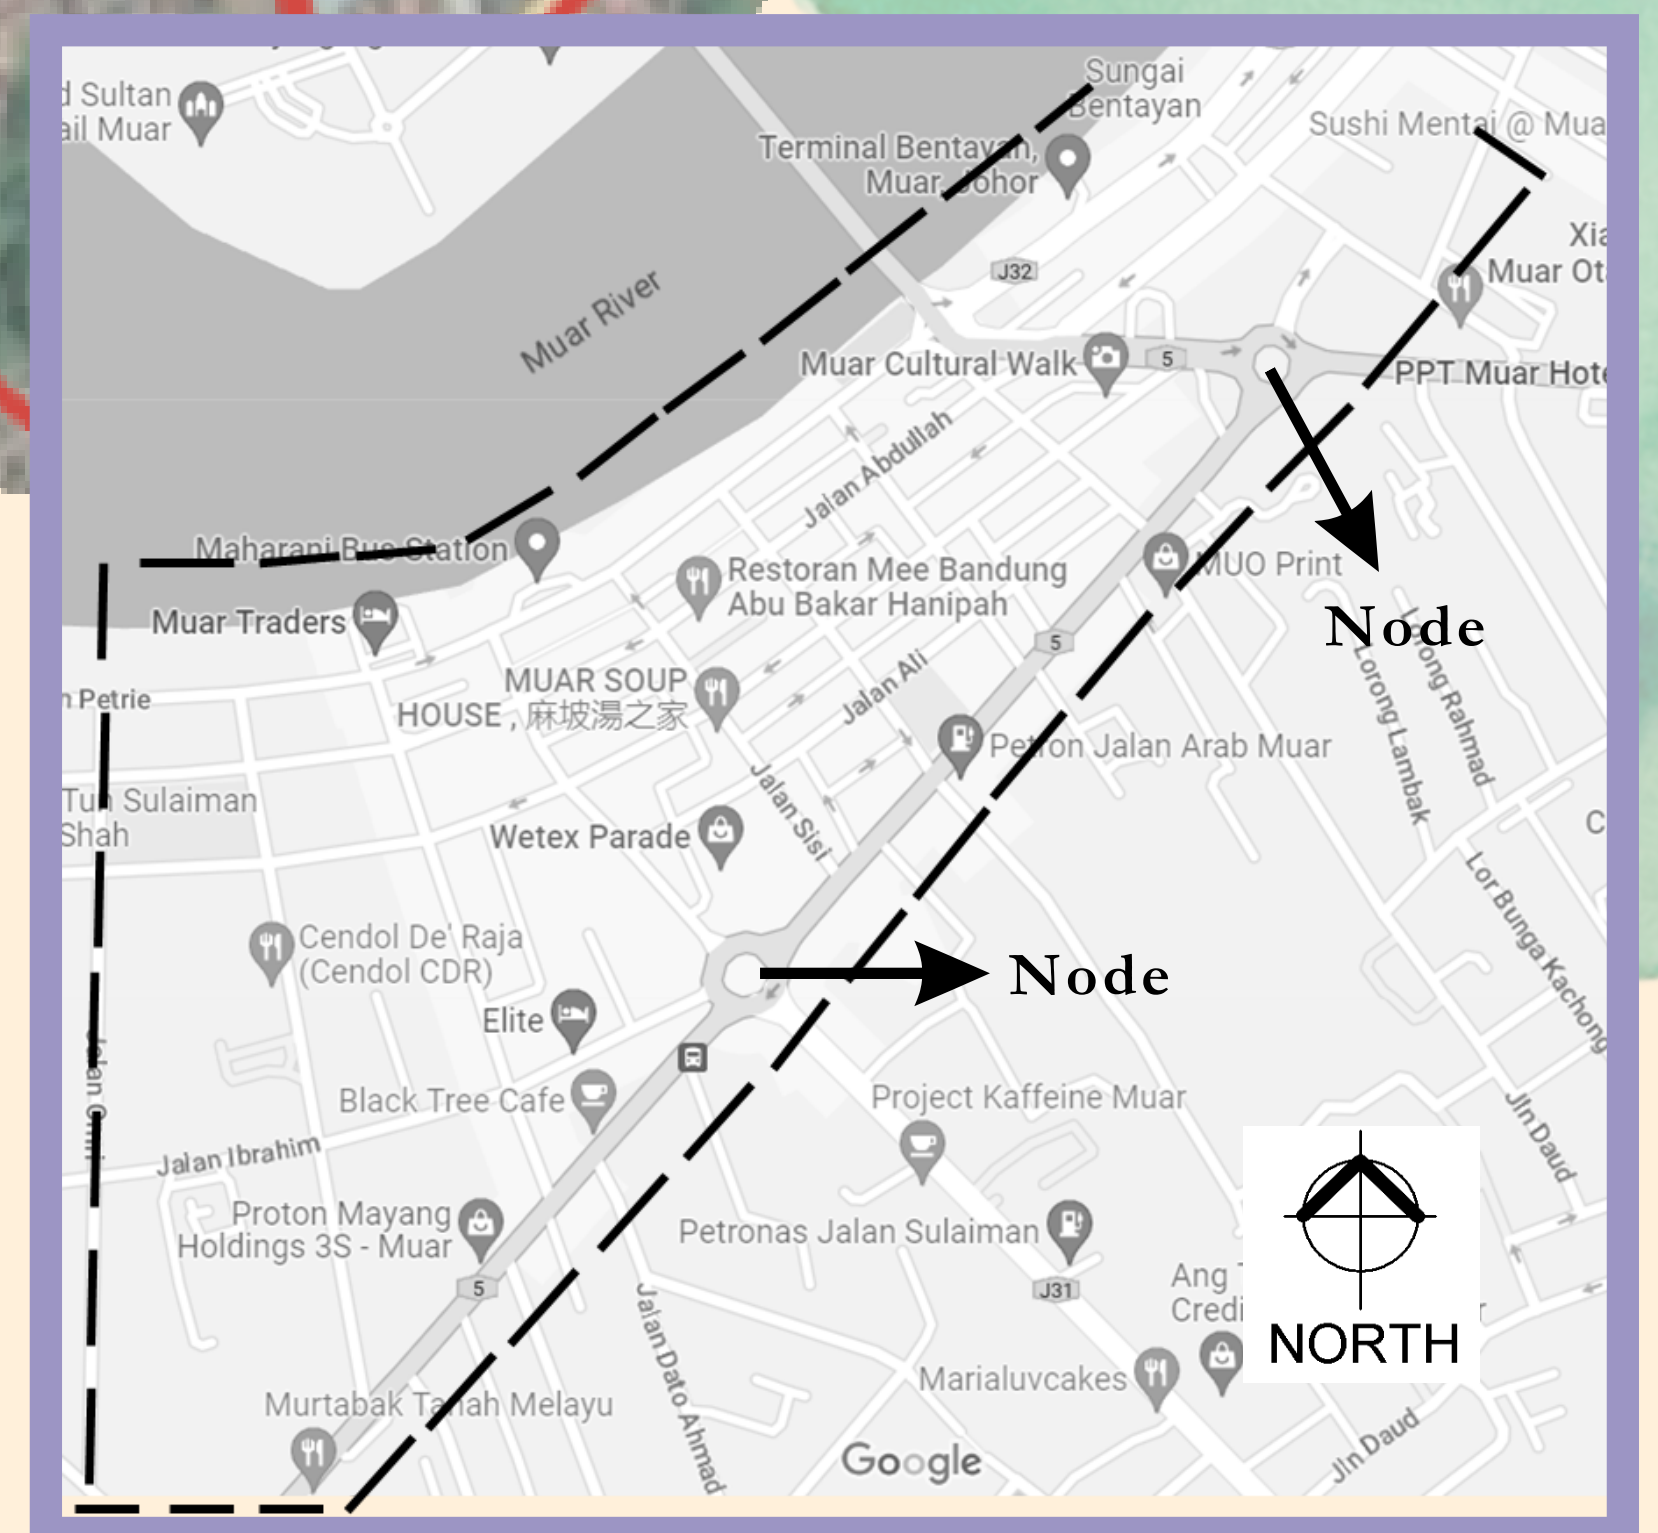 Sungai
Bentayan
d Sultan
ail Muar
Sushi Mentai @ Mua
Terminal Bentayan,
Muar, Johor
Xia
Muar Ota
J32
Muar River
Muar Cultural Walk
5
PPT Muar Hote
Jalan Abdullah
Maharani Bus Station
Restoran Mee Bandung
Abu Bakar Hanipah
MUO Print
Muar Traders
Node
5
Lorong Rahmad
Lorong Lambak
n Petrie
MUAR SOUP
HOUSE , 麻坡湯之家
Jalan Ali
Petron Jalan Arab Muar
Tun Sulaiman
Shah
Jalan Sisi
Wetex Parade
C
Lor Bunga Kachong
Cendol De' Raja
(Cendol CDR)
Node
Elite
Black Tree Cafe
Project Kaffeine Muar
Jln Daud
Jalan Ibrahim
Proton Mayang
Holdings 3S - Muar
Petronas Jalan Sulaiman
5
J31
Ang
Credi
r
NORTH
Jalan Dato Ahmad
Marialuvcakes
Murtabak Tanah Melayu
Jln Daud
Google